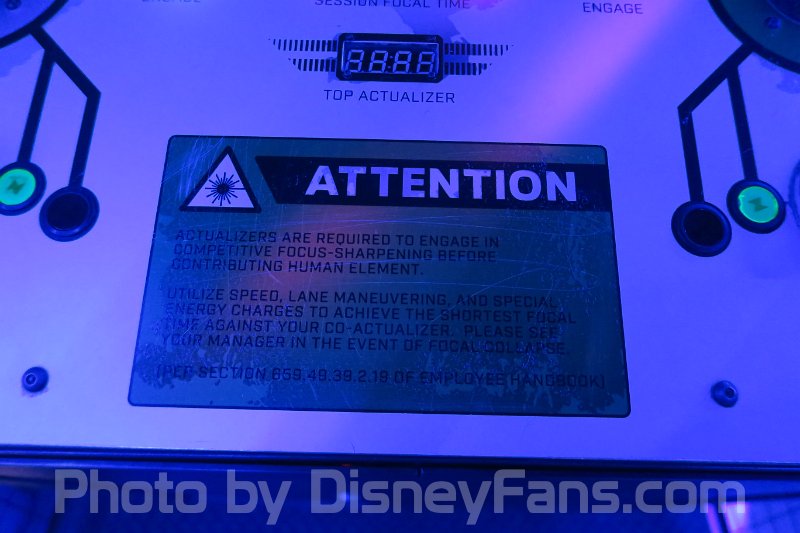 ENGAGE
SESSION FOCAL TIME
ENGAGE
TOP ACTUALIZER
ATTENTION
ACTUALIZERS ARE REQUIRED TO ENGAGE IN
COMPETITIVE FOCUS-SHARPENING BEFORE
CONTRIBUTING HUMAN ELEMENT.
UTILIZE SPEED, LANE MANEUVERING, AND SPECIAL
ENERGY CHARGES TO ACHIEVE THE SHORTEST FOCAL
TIME AGAINST YOUR CO-ACTUALIZER. PLEASE SEE
YOUR MANAGER IN THE EVENT OF FOCAL COLLAPSE.
(PER SECTION 659.49.39.2.19 OF EMPLOYEE HANDBOOK)
Photo by DisneyFans.com